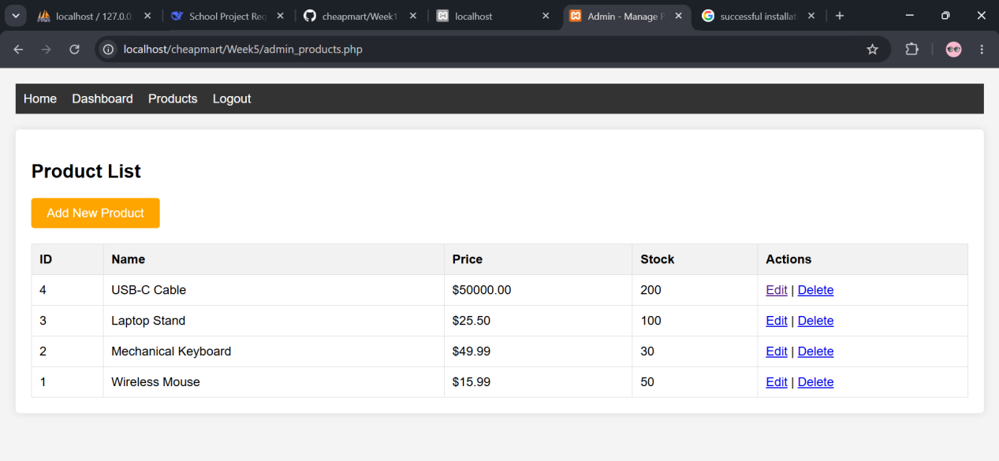 localhost / 127.0.0. School Project Req cheapmart/Week1 localhost Admin - Manage P successful installati
localhost/cheapmart/Week5/admin_products.php
Home Dashboard Products Logout
Product List
Add New Product
ID Name Price Stock Actions
4 USB-C Cable $50000.00 200 Edit | Delete
3 Laptop Stand $25.50 100 Edit | Delete
2 Mechanical Keyboard $49.99 30 Edit | Delete
1 Wireless Mouse $15.99 50 Edit | Delete